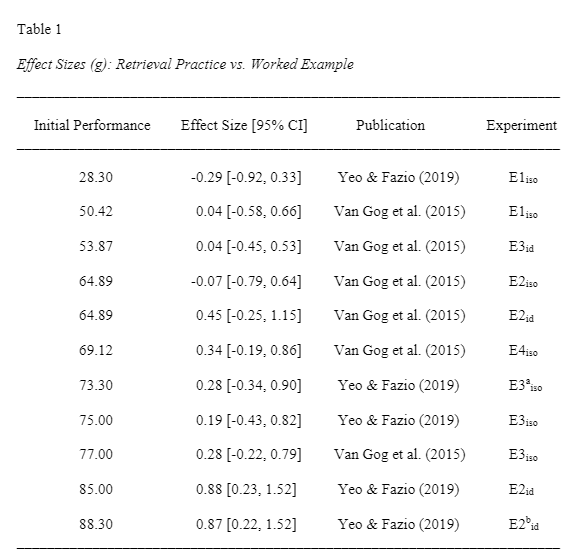 Table 1
Effect Sizes (g): Retrieval Practice vs. Worked Example
Initial Performance Effect Size [95% CI] Publication Experiment
28.30 -0.29 [-0.92, 0.33] Yeo & Fazio (2019) E1iso
50.42 0.04 [-0.58, 0.66] Van Gog et al. (2015) E1iso
53.87 0.04 [-0.45, 0.53] Van Gog et al. (2015) E3id
64.89 -0.07 [-0.79, 0.64] Van Gog et al. (2015) E2iso
64.89 0.45 [-0.25, 1.15] Van Gog et al. (2015) E2id
69.12 0.34 [-0.19, 0.86] Van Gog et al. (2015) E4iso
73.30 0.28 [-0.34, 0.90] Yeo & Fazio (2019) E3aiso
75.00 0.19 [-0.43, 0.82] Yeo & Fazio (2019) E3iso
77.00 0.28 [-0.22, 0.79] Van Gog et al. (2015) E3iso
85.00 0.88 [0.23, 1.52] Yeo & Fazio (2019) E2id
88.30 0.87 [0.22, 1.52] Yeo & Fazio (2019) E2bid